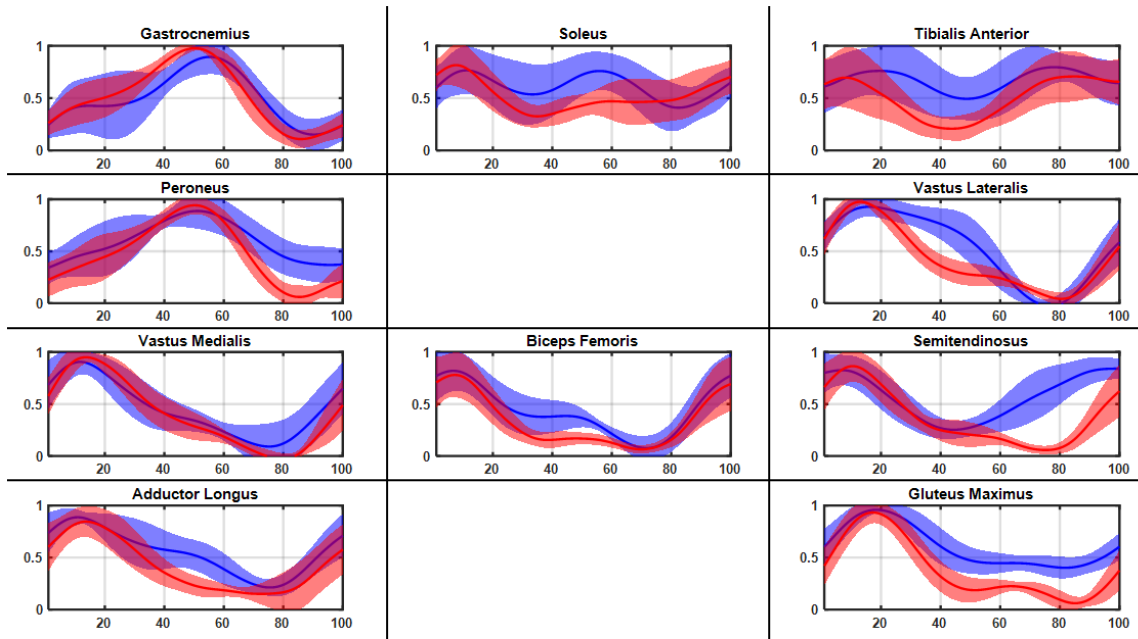 Gastrocnemius Soleus Tibialis Anterior
1 1 1
0.5 0.5 0.5
0 0 0
20 40 60 80 100 20 40 60 80 100 20 40 60 80 100
Peroneus Vastus Lateralis
1 1
0.5 0.5
0 0
20 40 60 80 100 20 40 60 80 100
Vastus Medialis Biceps Femoris Semitendinosus
1 1 1
0.5 0.5 0.5
0 0 0
20 40 60 80 100 20 40 60 80 100 20 40 60 80 100
Adductor Longus Gluteus Maximus
1 1
0.5 0.5
0 0
20 40 60 80 100 20 40 60 80 100